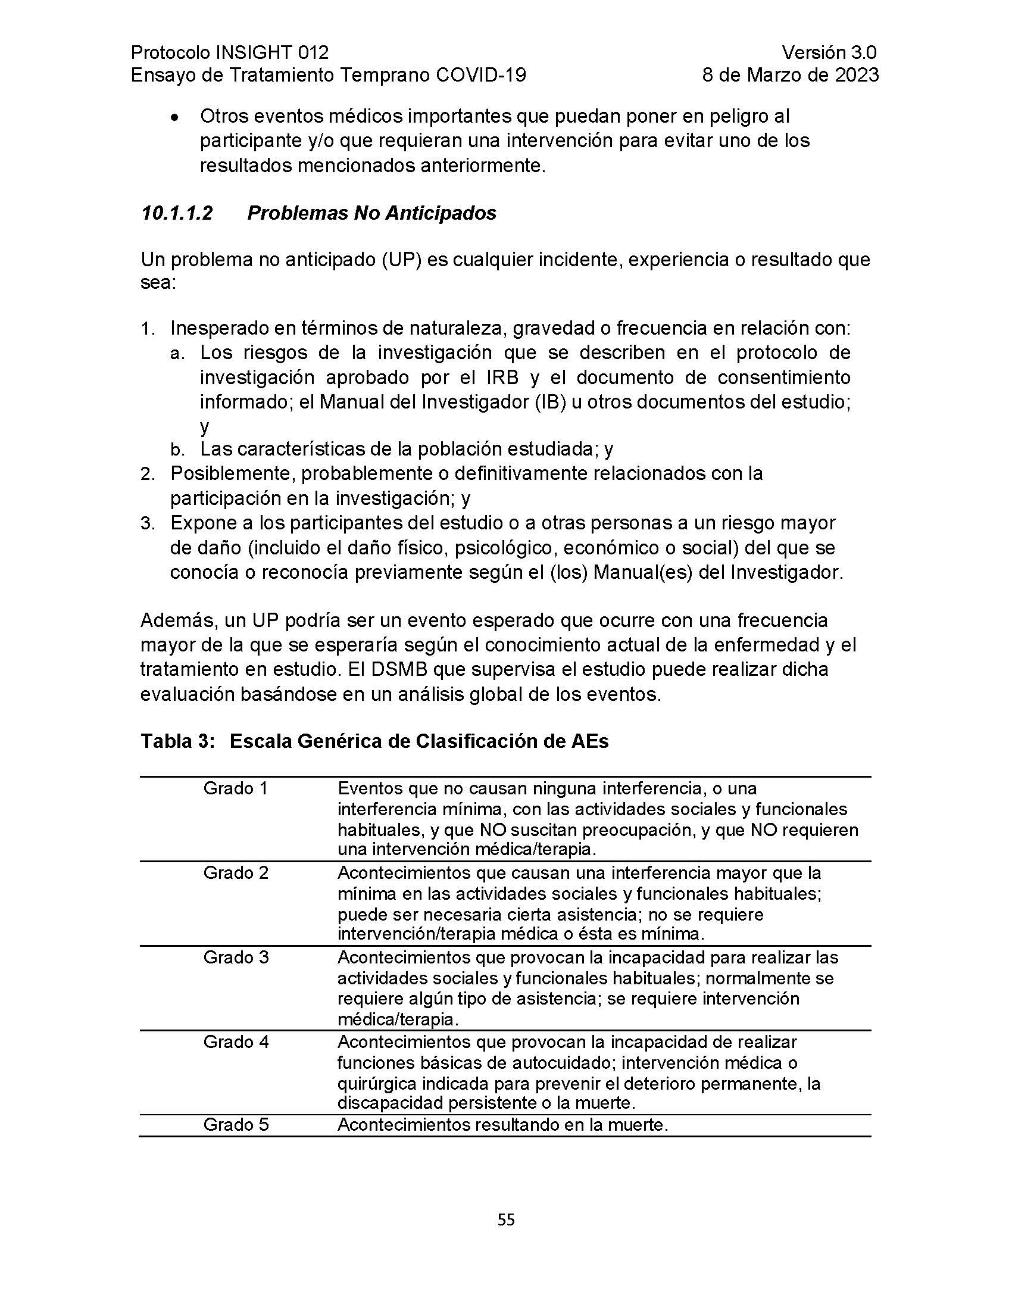 Protocolo INSIGHT 012 Versión 3.0
Ensayo de Tratamiento Temprano COVID-19 8 de Marzo de 2023
• Otros eventos médicos importantes que puedan poner en peligro al
participante y/o que requieran una intervención para evitar uno de los
resultados mencionados anteriormente.
10.1.1.2 Problemas No Anticipados
Un problema no anticipado (UP) es cualquier incidente, experiencia o resultado que
sea:
1. Inesperado en términos de naturaleza, gravedad o frecuencia en relación con:
a. Los riesgos de la investigación que se describen en el protocolo de
investigación aprobado por el IRB y el documento de consentimiento
informado; el Manual del Investigador (IB) u otros documentos del estudio;
y
b. Las características de la población estudiada; y
2. Posiblemente, probablemente o definitivamente relacionados con la
participación en la investigación; y
3. Expone a los participantes del estudio o a otras personas a un riesgo mayor
de daño (incluido el daño físico, psicológico, económico o social) del que se
conocía o reconocía previamente según el (los) Manual(es) del Investigador.
Además, un UP podría ser un evento esperado que ocurre con una frecuencia
mayor de la que se esperaría según el conocimiento actual de la enfermedad y el
tratamiento en estudio. El DSMB que supervisa el estudio puede realizar dicha
evaluación basándose en un análisis global de los eventos.
Tabla 3: Escala Genérica de Clasificación de AEs
Grado 1 Eventos que no causan ninguna interferencia, o una
interferencia mínima, con las actividades sociales y funcionales
habituales, y que NO suscitan preocupación, y que NO requieren
una intervención médica/terapia.
Grado 2 Acontecimientos que causan una interferencia mayor que la
mínima en las actividades sociales y funcionales habituales;
puede ser necesaria cierta asistencia; no se requiere
intervención/terapia médica o ésta es mínima.
Grado 3 Acontecimientos que provocan la incapacidad para realizar las
actividades sociales y funcionales habituales; normalmente se
requiere algún tipo de asistencia; se requiere intervención
médica/terapia.
Grado 4 Acontecimientos que provocan la incapacidad de realizar
funciones básicas de autocuidado; intervención médica o
quirúrgica indicada para prevenir el deterioro permanente, la
discapacidad persistente o la muerte.
Grado 5 Acontecimientos resultando en la muerte.
55